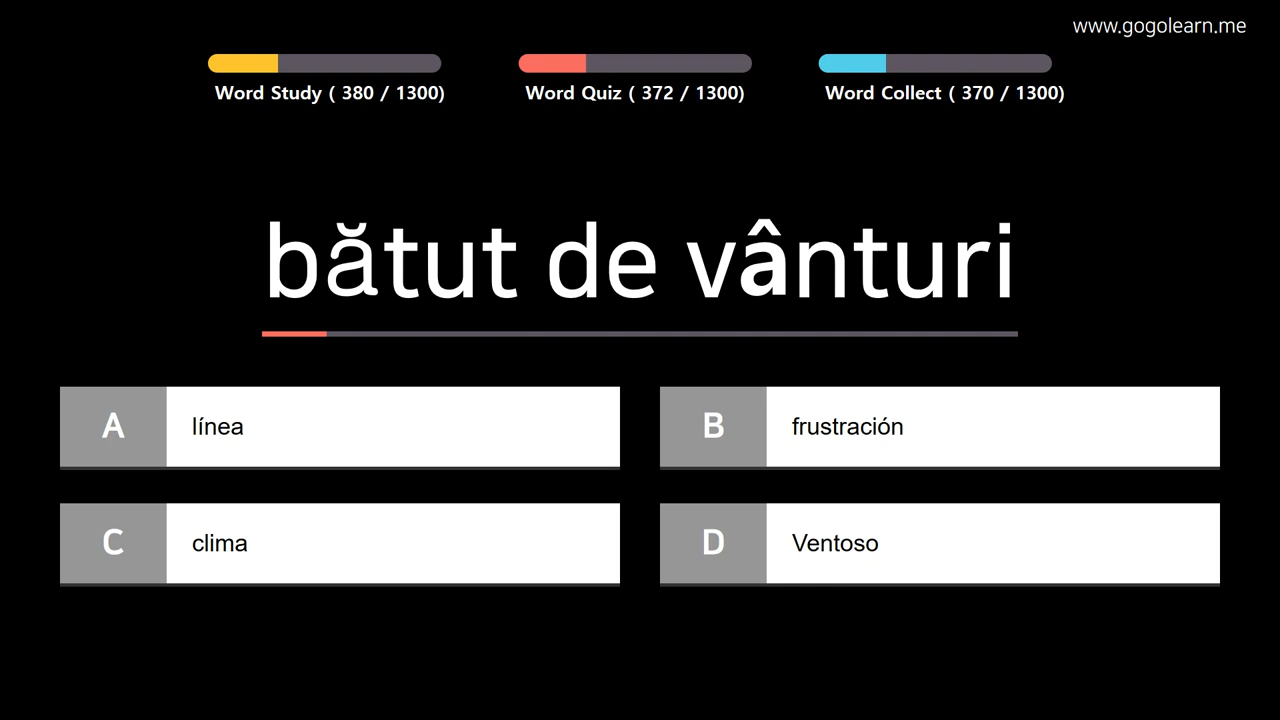 www.gogolearn.me
Word Study ( 380 / 1300)
Word Quiz ( 372 / 1300)
Word Collect ( 370 / 1300)
bătut de vânturi
A
línea
B
frustración
C
clima
D
Ventoso